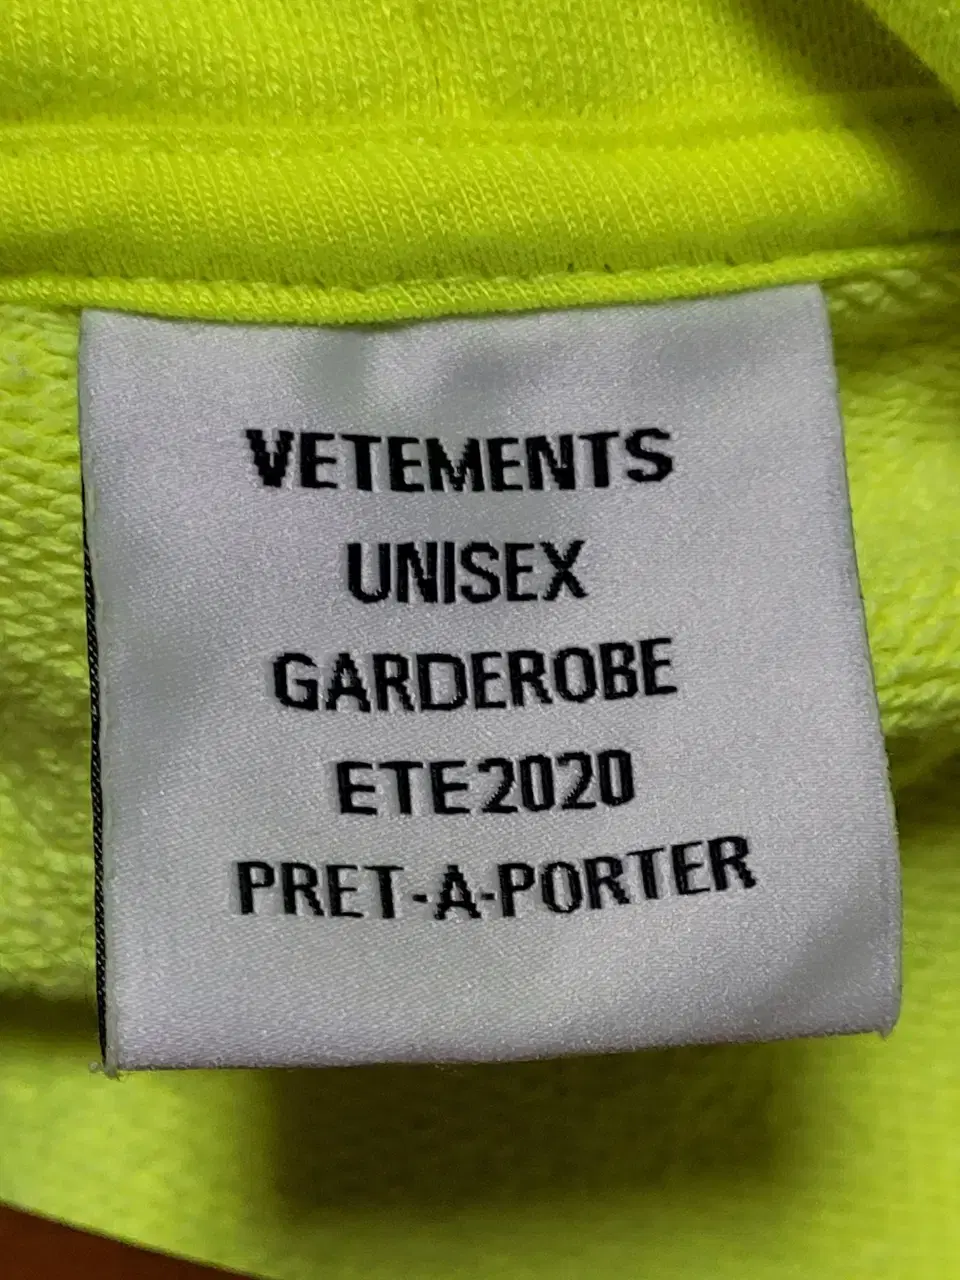 VETEMENTS
UNISEX
GARDEROBE
ETE2020
PRET-A-PORTER